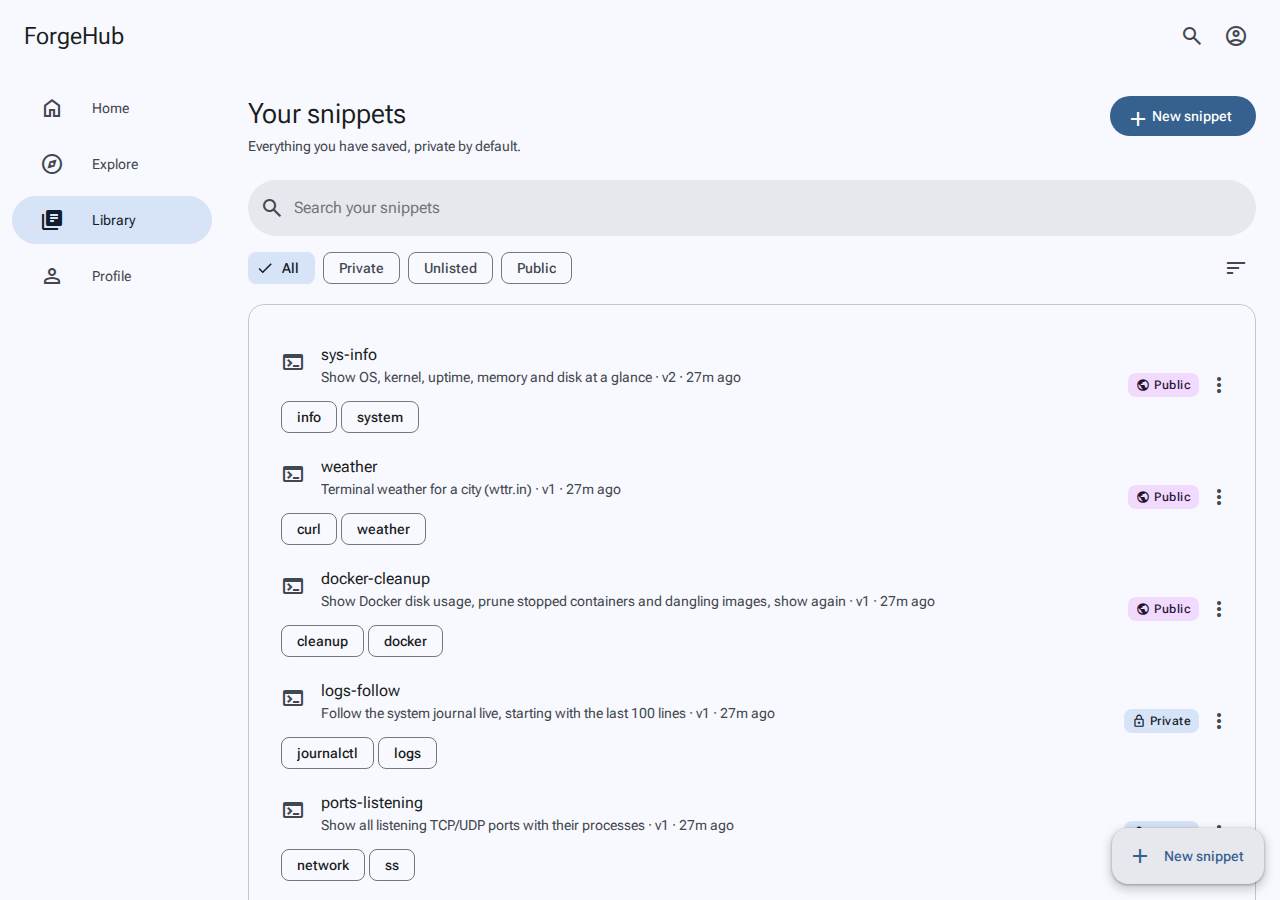 ForgeHub
Home
Explore
Library
Profile
Your snippets
New snippet
Everything you have saved, private by default.
Search your snippets
All
Private
Unlisted
Public
sys-info
Show OS, kernel, uptime, memory and disk at a glance · v2 · 27m ago
Public
info
system
weather
Terminal weather for a city (wttr.in) · v1 · 27m ago
Public
curl
weather
docker-cleanup
Show Docker disk usage, prune stopped containers and dangling images, show again · v1 · 27m ago
Public
cleanup
docker
logs-follow
Follow the system journal live, starting with the last 100 lines · v1 · 27m ago
Private
journalctl
logs
ports-listening
Show all listening TCP/UDP ports with their processes · v1 · 27m ago
network
ss
New snippet